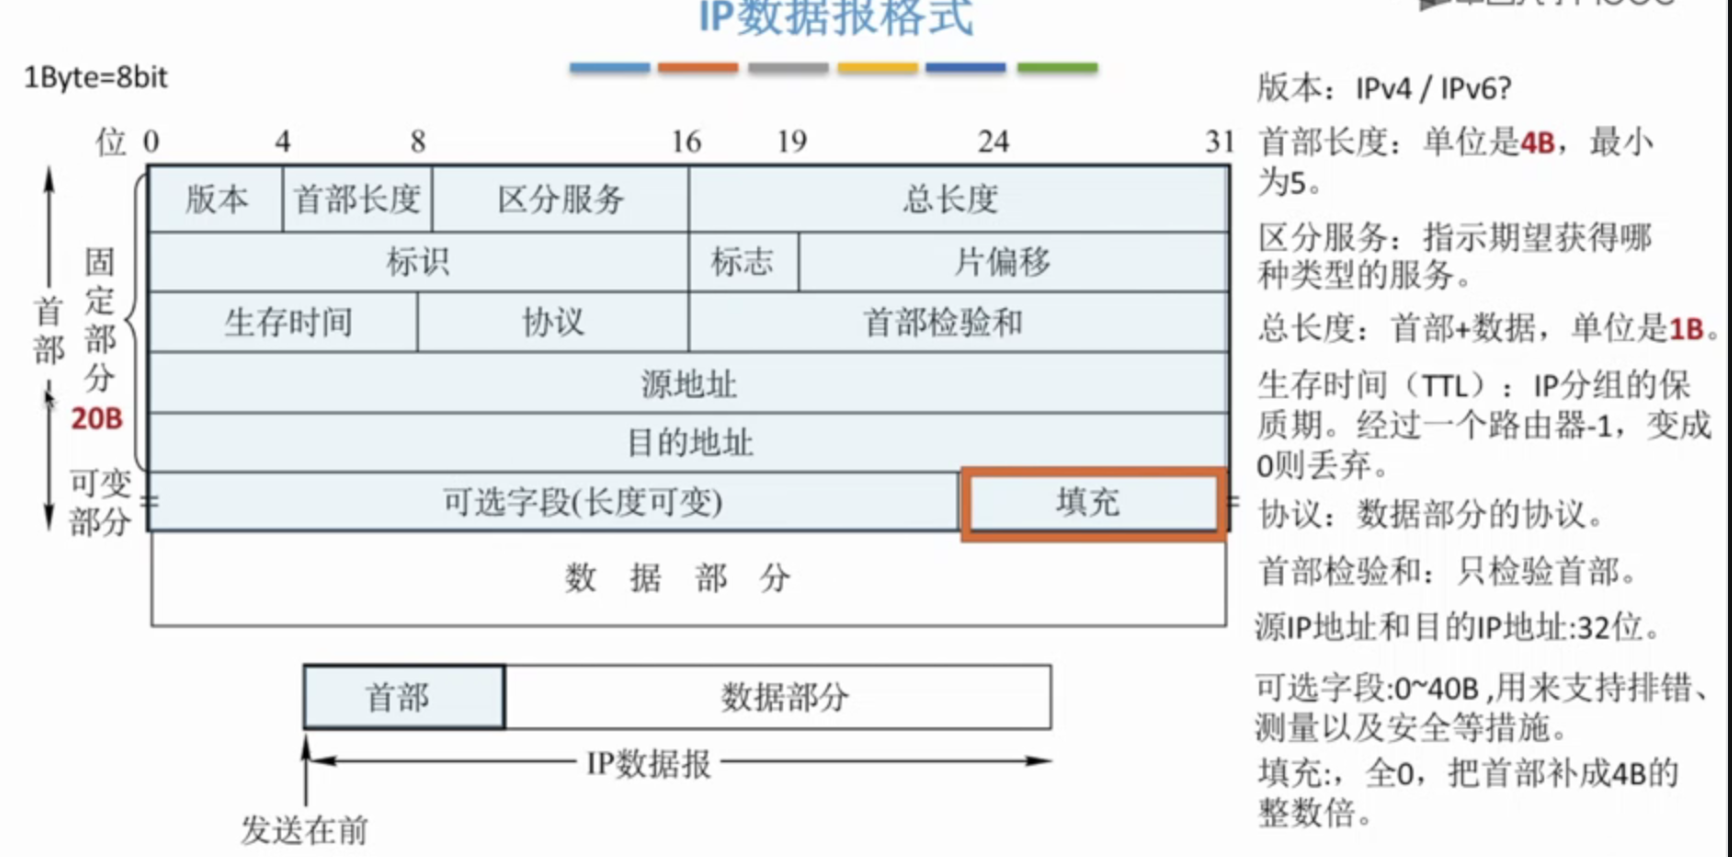 IP数据报格式
1Byte=8bit
位 0 4 8 16 19 24 31
版本 首部长度 区分服务 总长度
标识 标志 片偏移
生存时间 协议 首部检验和
源地址
目的地址
可选字段(长度可变) 填充
数 据 部 分
首部
固定部分
20B
可变
部分
首部 数据部分
IP数据报
发送在前
版本：IPv4 / IPv6?
首部长度：单位是4B，最小
为5。
区分服务：指示期望获得哪
种类型的服务。
总长度：首部+数据，单位是1B。
生存时间（TTL）：IP分组的保
质期。经过一个路由器-1，变成
0则丢弃。
协议：数据部分的协议。
首部检验和：只检验首部。
源IP地址和目的IP地址:32位。
可选字段:0~40B ,用来支持排错、
测量以及安全等措施。
填充:，全0，把首部补成4B的
整数倍。